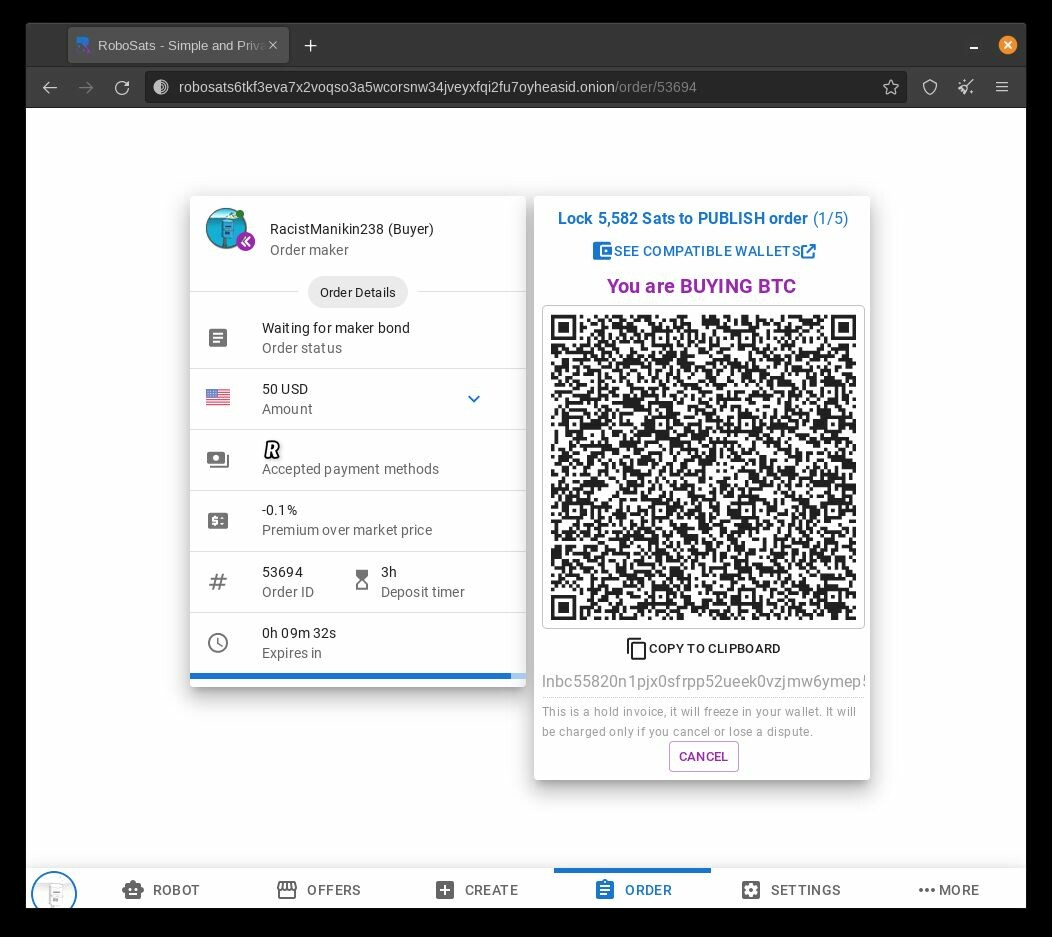 RoboSats - Simple and Priva
robosats6tkf3eva7x2voqso3a5wcorsnw34jveyxfqi2fu7oyheasid.onion/order/53694
RacistManikin238 (Buyer)
Order maker
Order Details
Waiting for maker bond
Order status
50 USD
Amount
R
Accepted payment methods
-0.1%
Premium over market price
53694
Order ID
3h
Deposit timer
0h 09m 32s
Expires in
Lock 5,582 Sats to PUBLISH order (1/5)
SEE COMPATIBLE WALLETS
You are BUYING BTC
COPY TO CLIPBOARD
lnbc55820n1pjx0sfrpp52ueek0vzjmw6ymep5
This is a hold invoice, it will freeze in your wallet. It will
be charged only if you cancel or lose a dispute.
CANCEL
ROBOT
OFFERS
CREATE
ORDER
SETTINGS
MORE